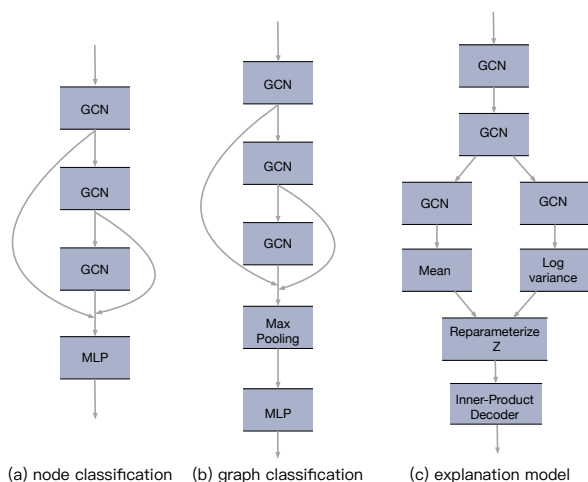 GCN
GCN
GCN
MLP
(a) node classification
GCN
GCN
GCN
Max
Pooling
MLP
(b) graph classification
GCN
GCN
GCN
GCN
Mean
Log
variance
Reparameterize
Z
Inner-Product
Decoder
(c) explanation model